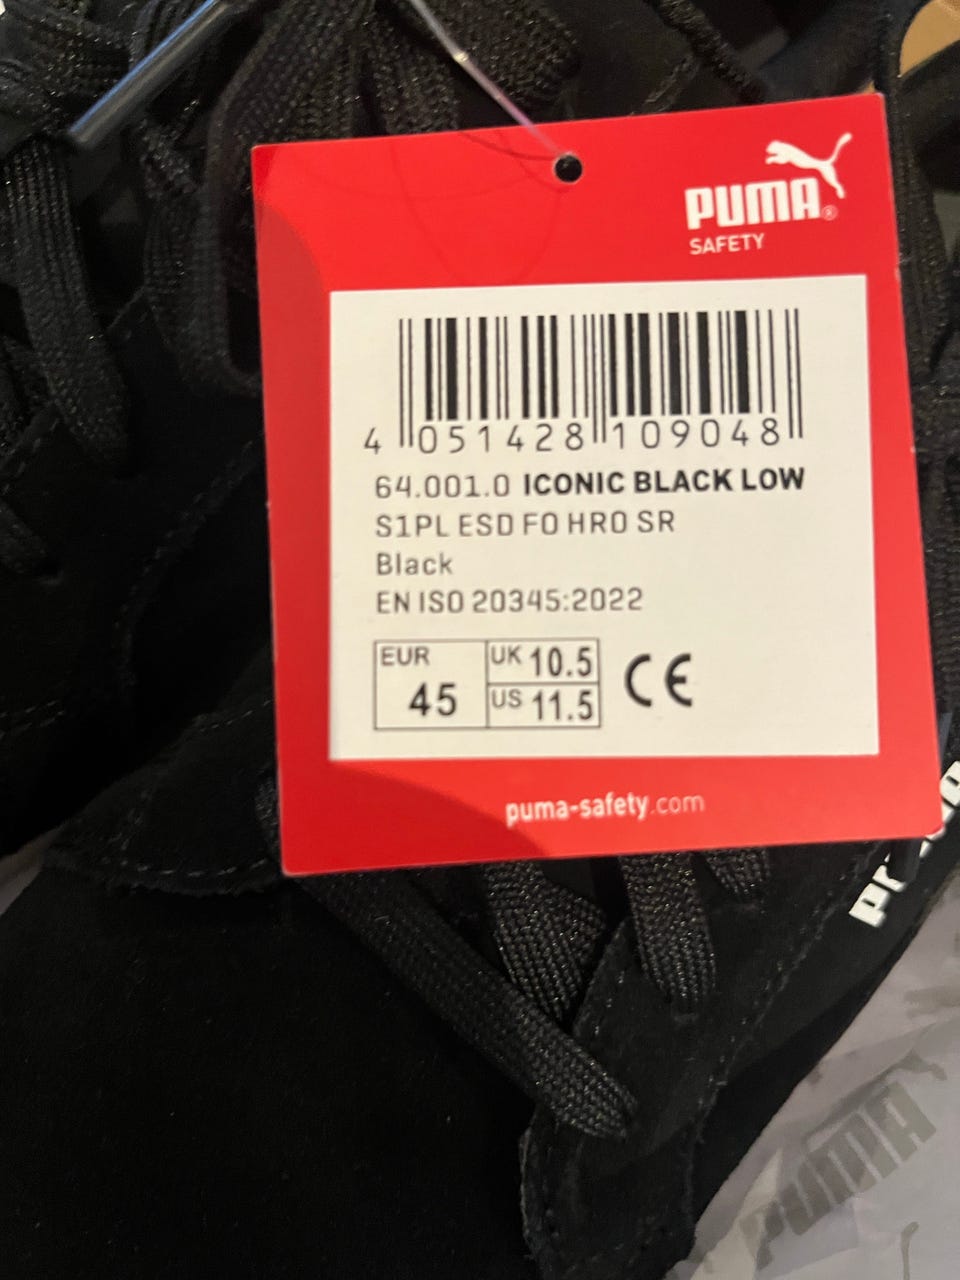 PUMA®
SAFETY
4 051428 109048
64.001.0 ICONIC BLACK LOW
S1PL ESD FO HRO SR
Black
EN ISO 20345:2022
EUR
45
UK 10.5
US 11.5
CE
puma-safety.com
PUMA